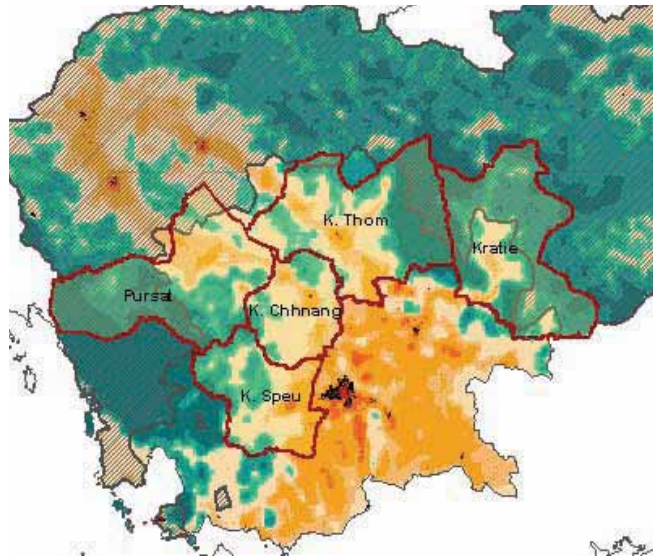 K. Thom
Kratie
Pursat
K. Chhnang
K. Speu